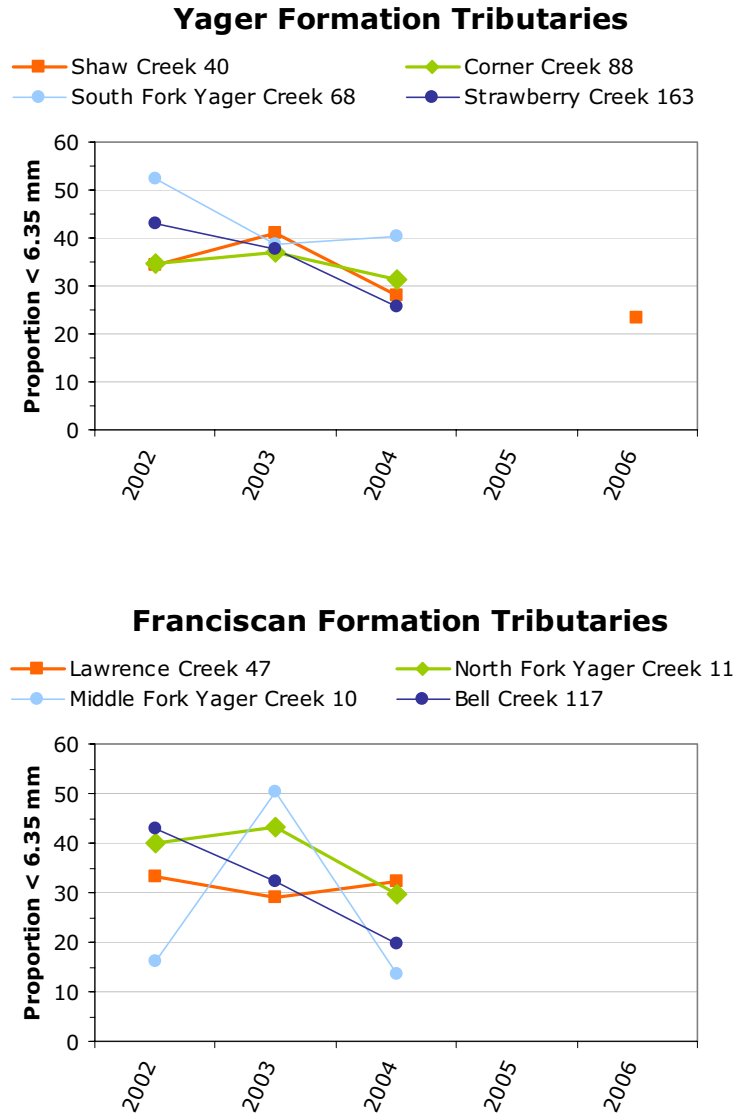 Yager Formation Tributaries
Shaw Creek 40
Corner Creek 88
South Fork Yager Creek 68
Strawberry Creek 163
Proportion < 6.35 mm
60
50
40
30
20
10
0
2002
2003
2004
2005
2006
Franciscan Formation Tributaries
Lawrence Creek 47
North Fork Yager Creek 11
Middle Fork Yager Creek 10
Bell Creek 117
Proportion < 6.35 mm
60
50
40
30
20
10
0
2002
2003
2004
2005
2006